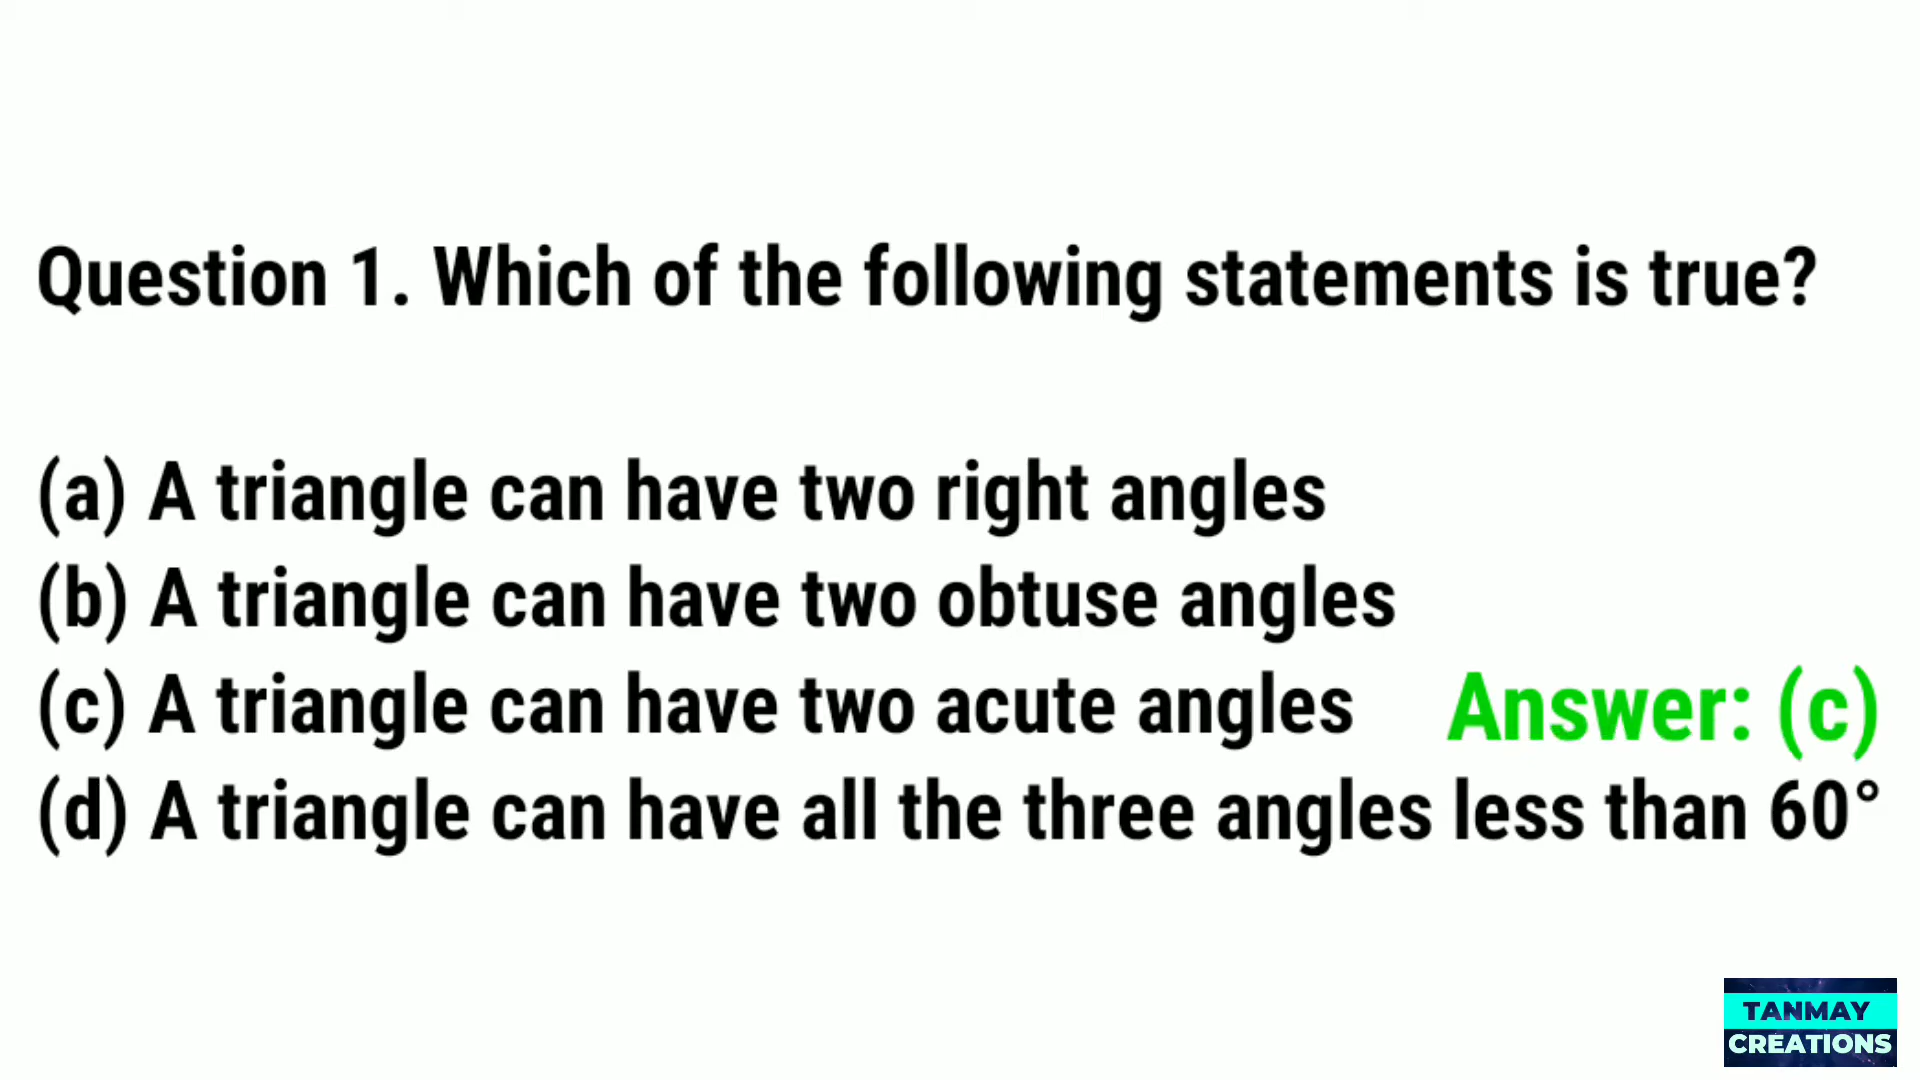 Question 1. Which of the following statements is true?
(a) A triangle can have two right angles
(b) A triangle can have two obtuse angles
(c) A triangle can have two acute angles Answer: (c)
(d) A triangle can have all the three angles less than 60°
TANMAY
CREATIONS